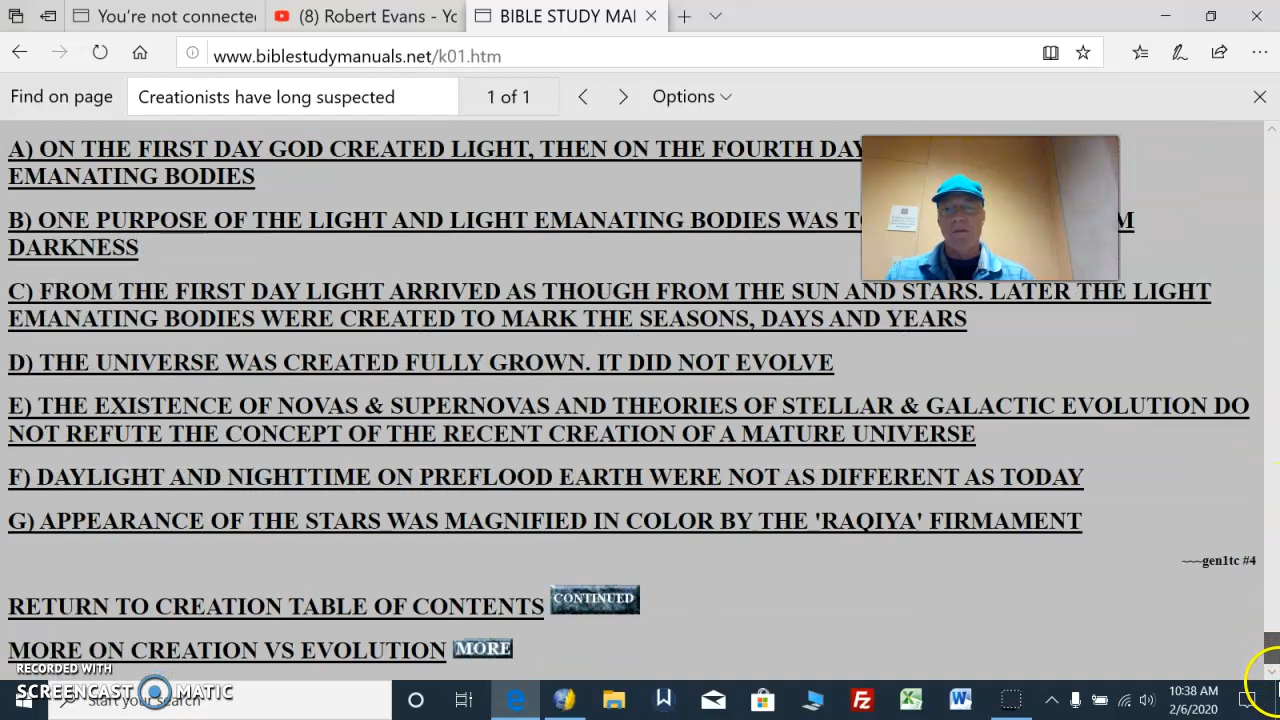 You're not connected
(8) Robert Evans - Yo
BIBLE STUDY MAN
www.biblestudymanuals.net/k01.htm
Find on page
Creationists have long suspected
1 of 1
Options
A) ON THE FIRST DAY GOD CREATED LIGHT, THEN ON THE FOURTH DAY
EMANATING BODIES
B) ONE PURPOSE OF THE LIGHT AND LIGHT EMANATING BODIES WAS TO
DARKNESS
C) FROM THE FIRST DAY LIGHT ARRIVED AS THOUGH FROM THE SUN AND STARS. LATER THE LIGHT
EMANATING BODIES WERE CREATED TO MARK THE SEASONS, DAYS AND YEARS
D) THE UNIVERSE WAS CREATED FULLY GROWN. IT DID NOT EVOLVE
E) THE EXISTENCE OF NOVAS & SUPERNOVAS AND THEORIES OF STELLAR & GALACTIC EVOLUTION DO
NOT REFUTE THE CONCEPT OF THE RECENT CREATION OF A MATURE UNIVERSE
F) DAYLIGHT AND NIGHTTIME ON PREFLOOD EARTH WERE NOT AS DIFFERENT AS TODAY
G) APPEARANCE OF THE STARS WAS MAGNIFIED IN COLOR BY THE 'RAQIYA' FIRMAMENT
~~~gen1tc #4
RETURN TO CREATION TABLE OF CONTENTS CONTINUED
MORE ON CREATION VS EVOLUTION MORE
RECORDED WITH
SCREENCAST MATIC
Start your search
10:38 AM
2/6/2020